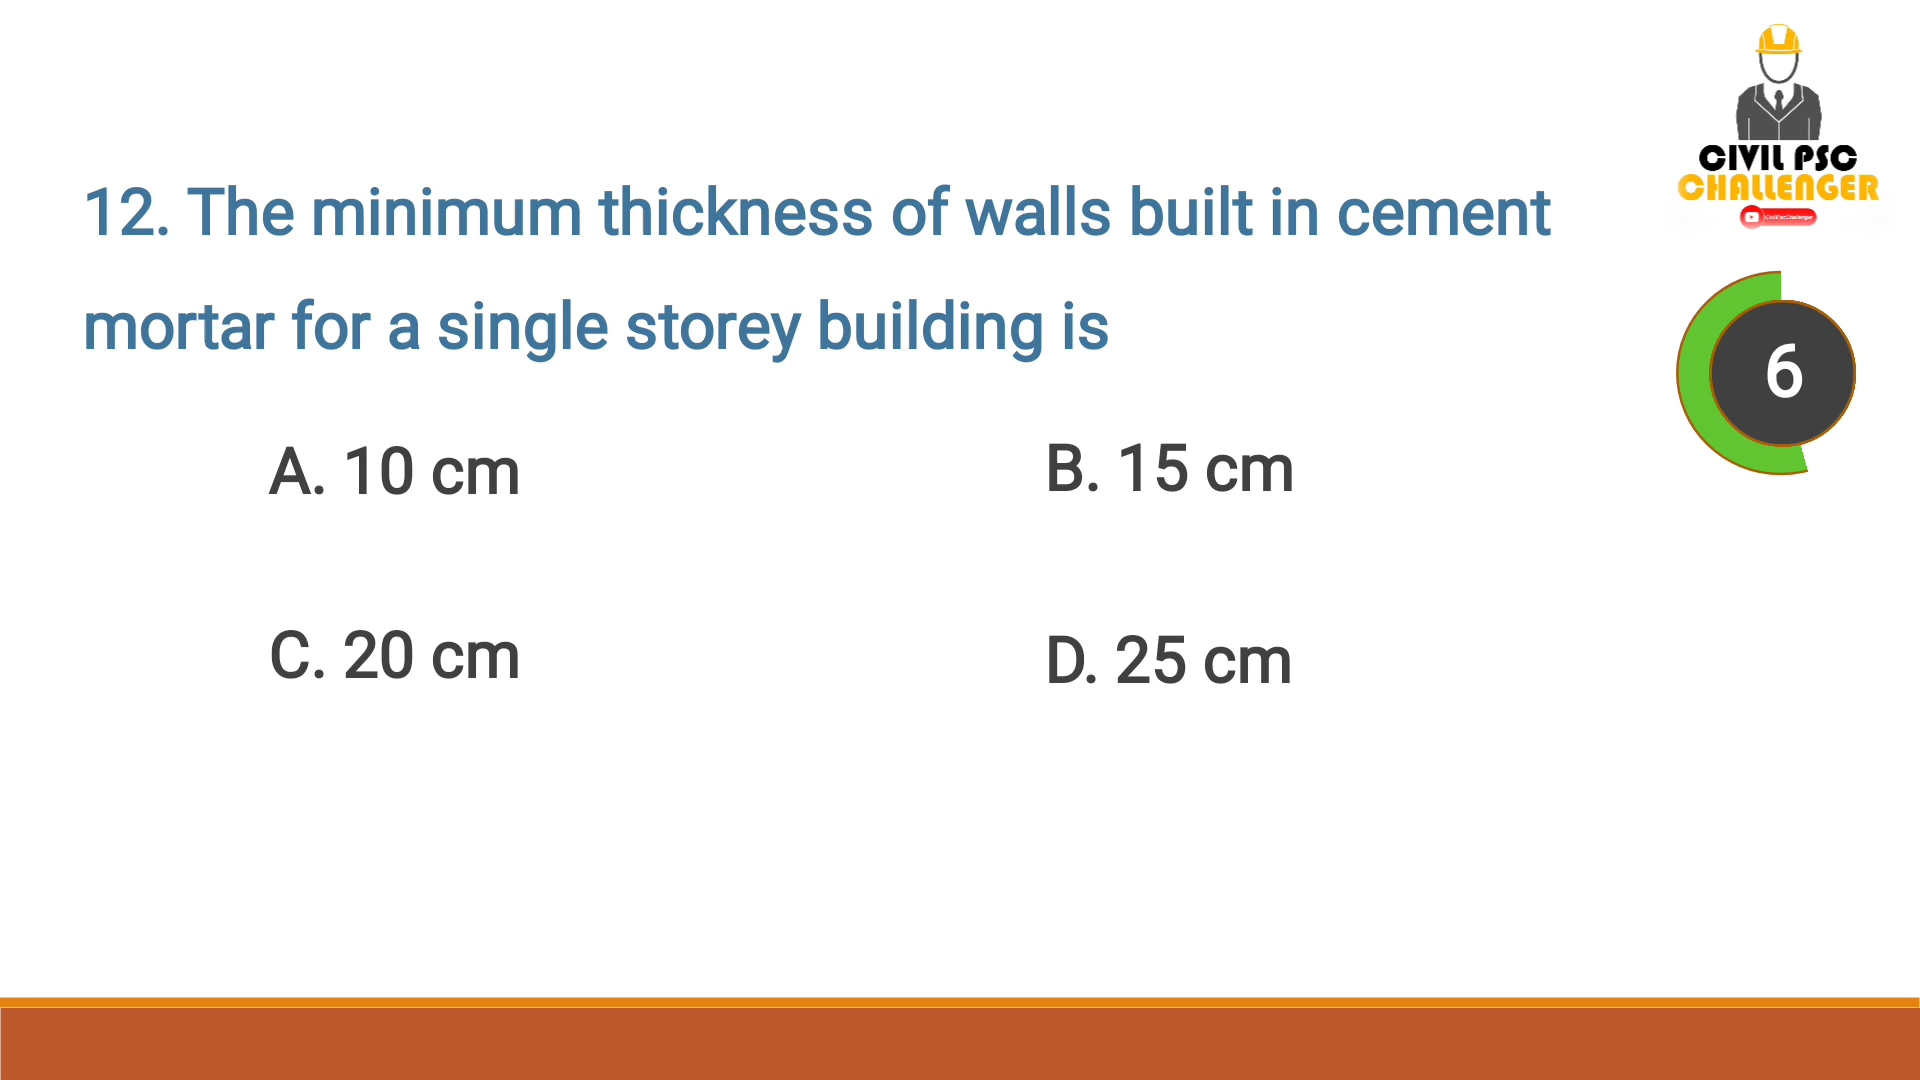 CIVIL PSC
CHALLENGER
12. The minimum thickness of walls built in cement
mortar for a single storey building is
6
A. 10 cm
B. 15 cm
C. 20 cm
D. 25 cm